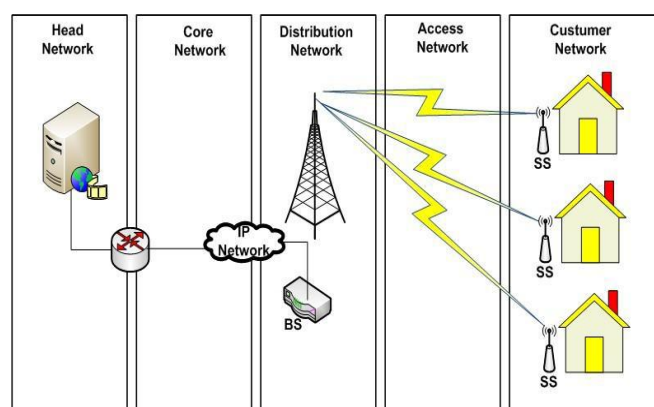 Head
Network
Core
Network
Distribution
Network
Access
Network
Custumer
Network
SS
IP
Network
SS
BS
SS